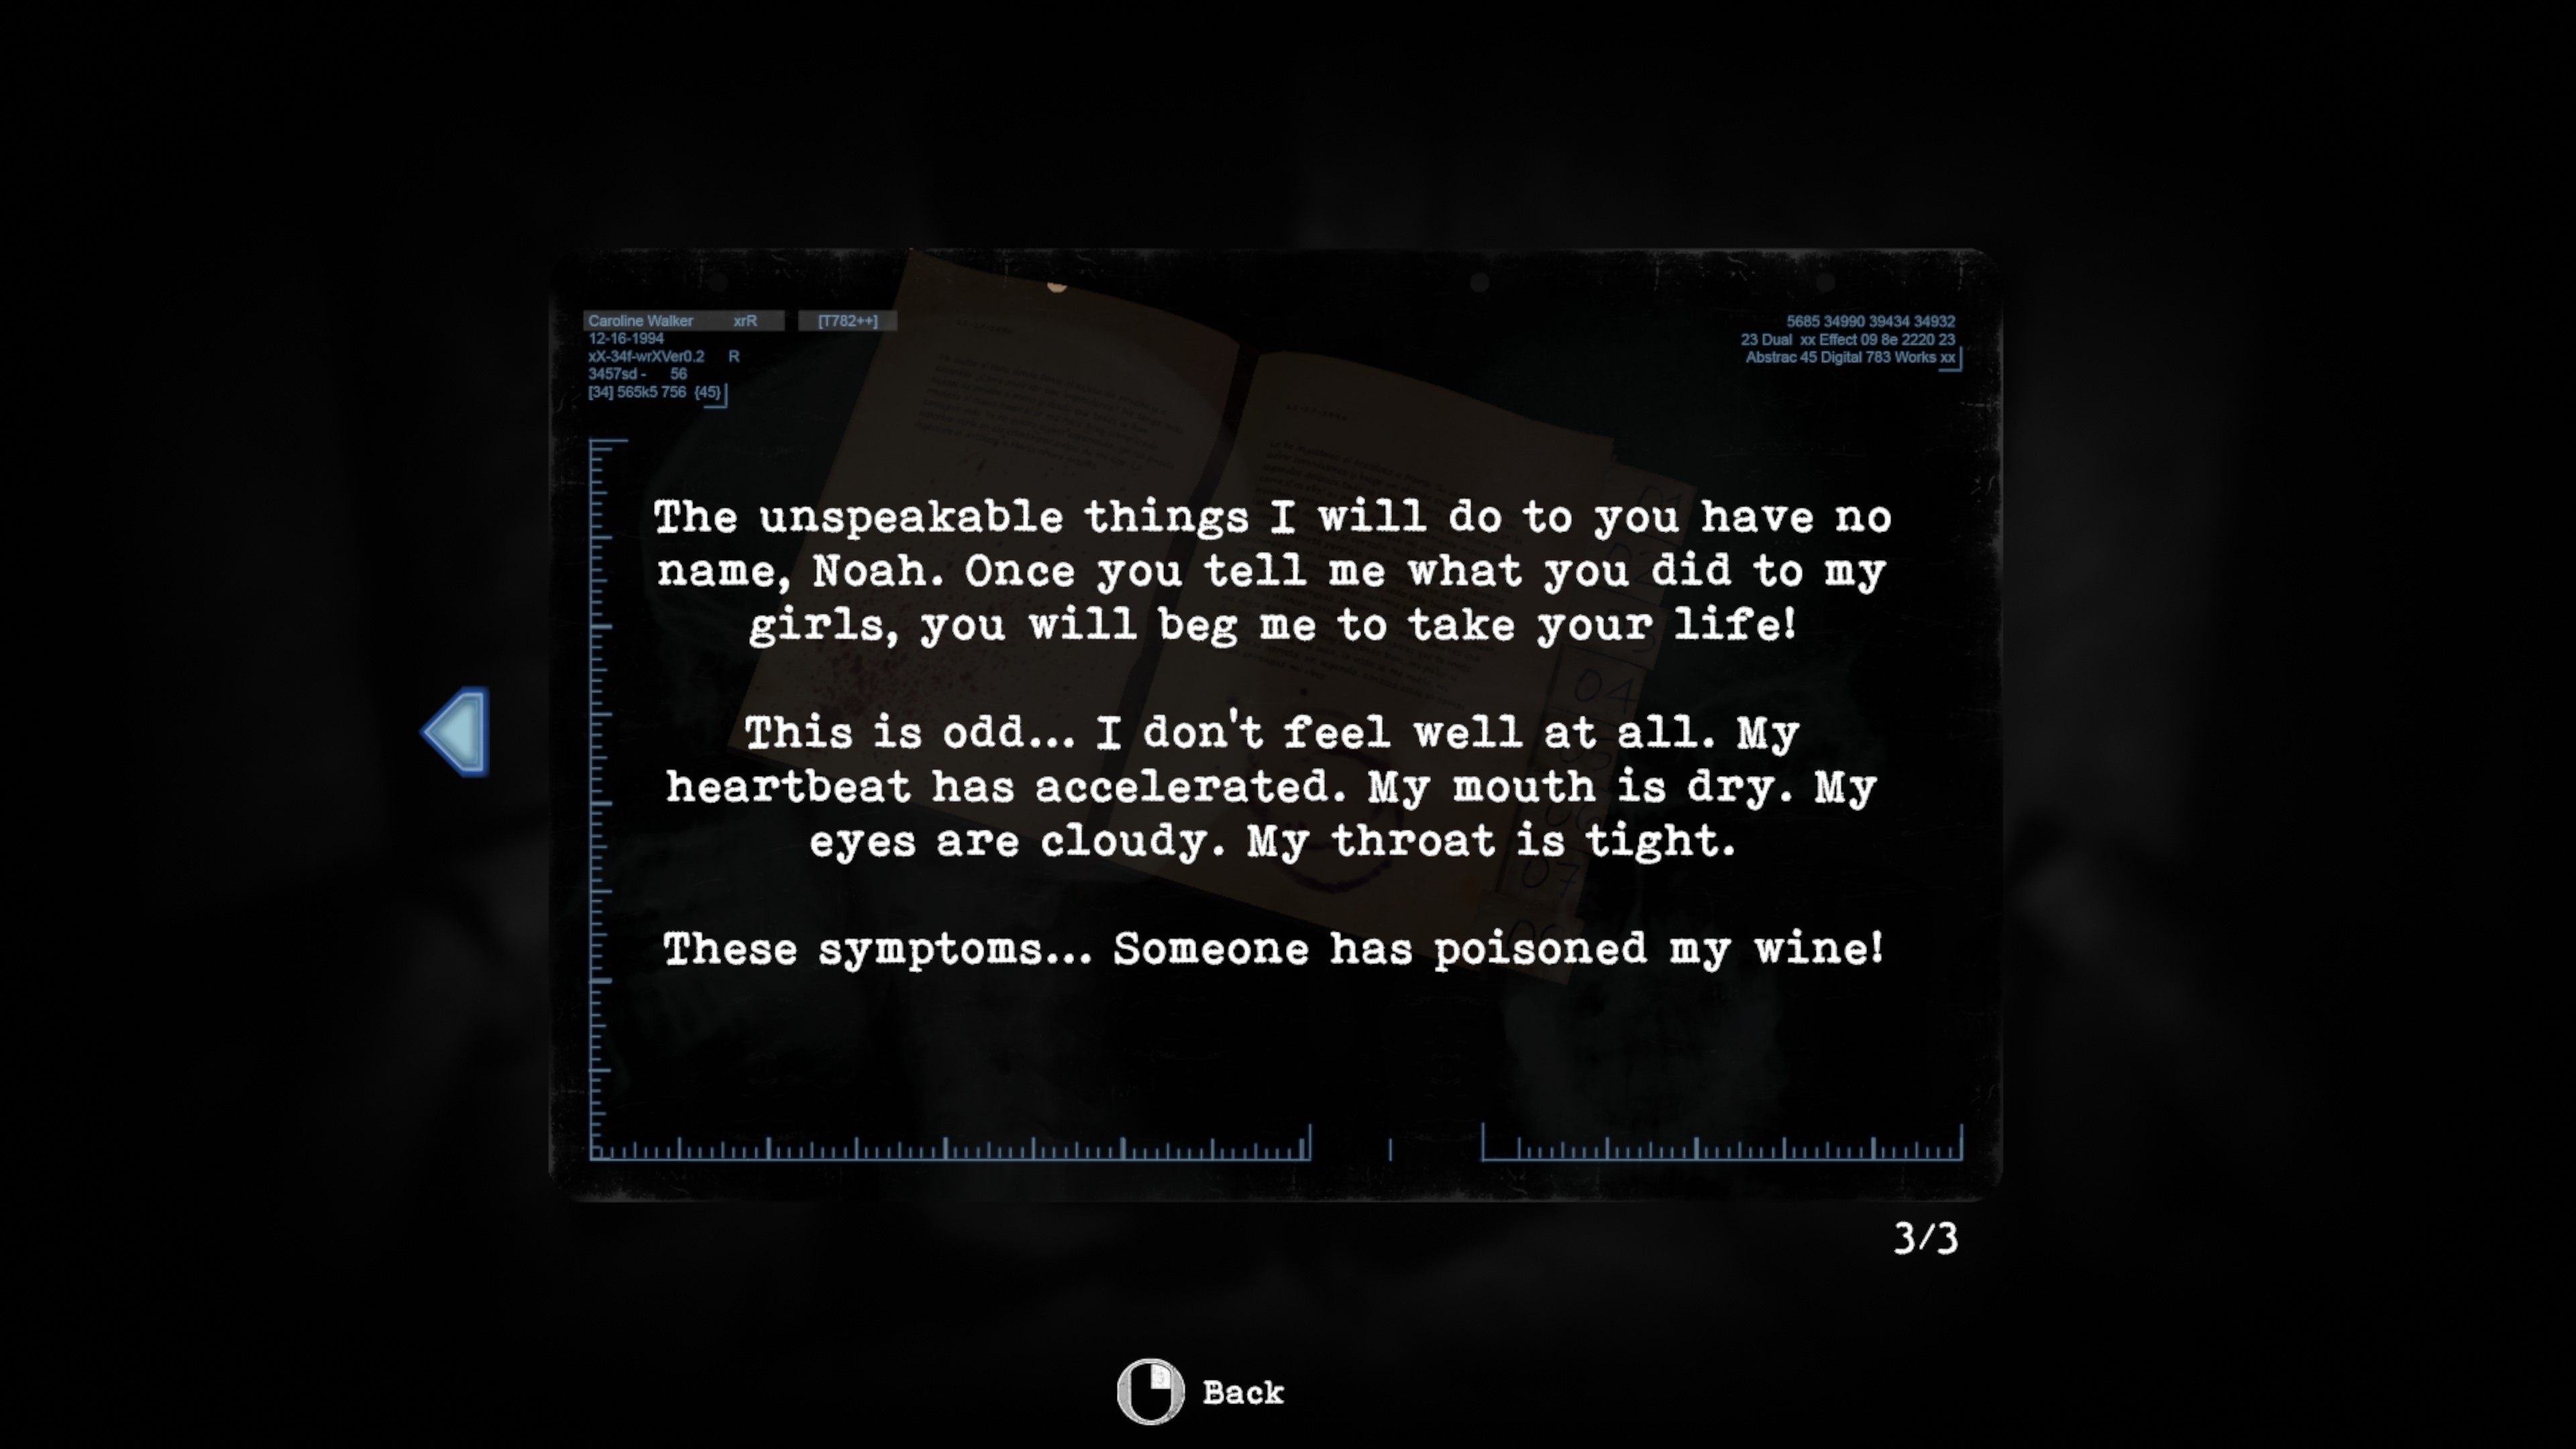 Caroline Walker xrR [T782++]
12-16-1994
xX-34f-wrXVer0.2 R
3457sd - 56
[34] 565k5 756 {45}
5685 34990 39434 34932
23 Dual xx Effect 09 8e 2220 23
Abstrac 45 Digital 783 Works xx
The unspeakable things I will do to you have no
name, Noah. Once you tell me what you did to my
girls, you will beg me to take your life!
This is odd... I don't feel well at all. My
heartbeat has accelerated. My mouth is dry. My
eyes are cloudy. My throat is tight.
These symptoms... Someone has poisoned my wine!
04
07
3/3
Back